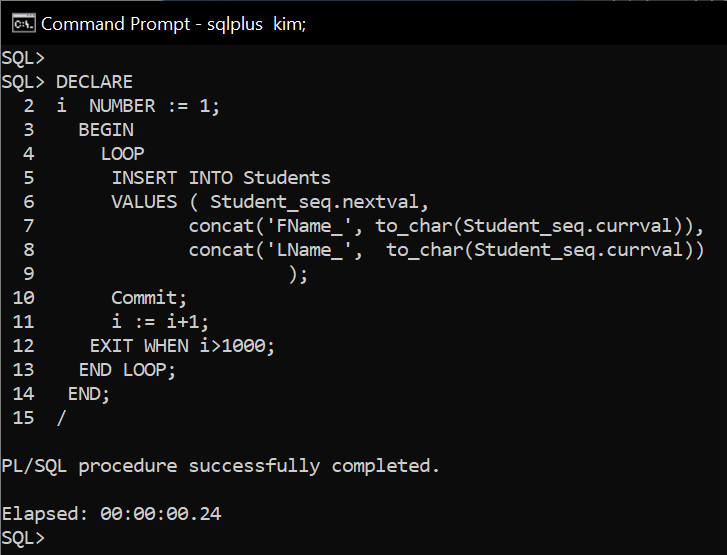 Command Prompt - sqlplus  kim;
SQL>
SQL> DECLARE
  2  i  NUMBER := 1;
  3    BEGIN
  4      LOOP
  5       INSERT INTO Students
  6       VALUES ( Student_seq.nextval,
  7              concat('FName_', to_char(Student_seq.currval)),
  8              concat('LName_',  to_char(Student_seq.currval))
  9                       );
 10       Commit;
 11       i := i+1;
 12     EXIT WHEN i>1000;
 13    END LOOP;
 14   END;
 15  /
PL/SQL procedure successfully completed.
Elapsed: 00:00:00.24
SQL>